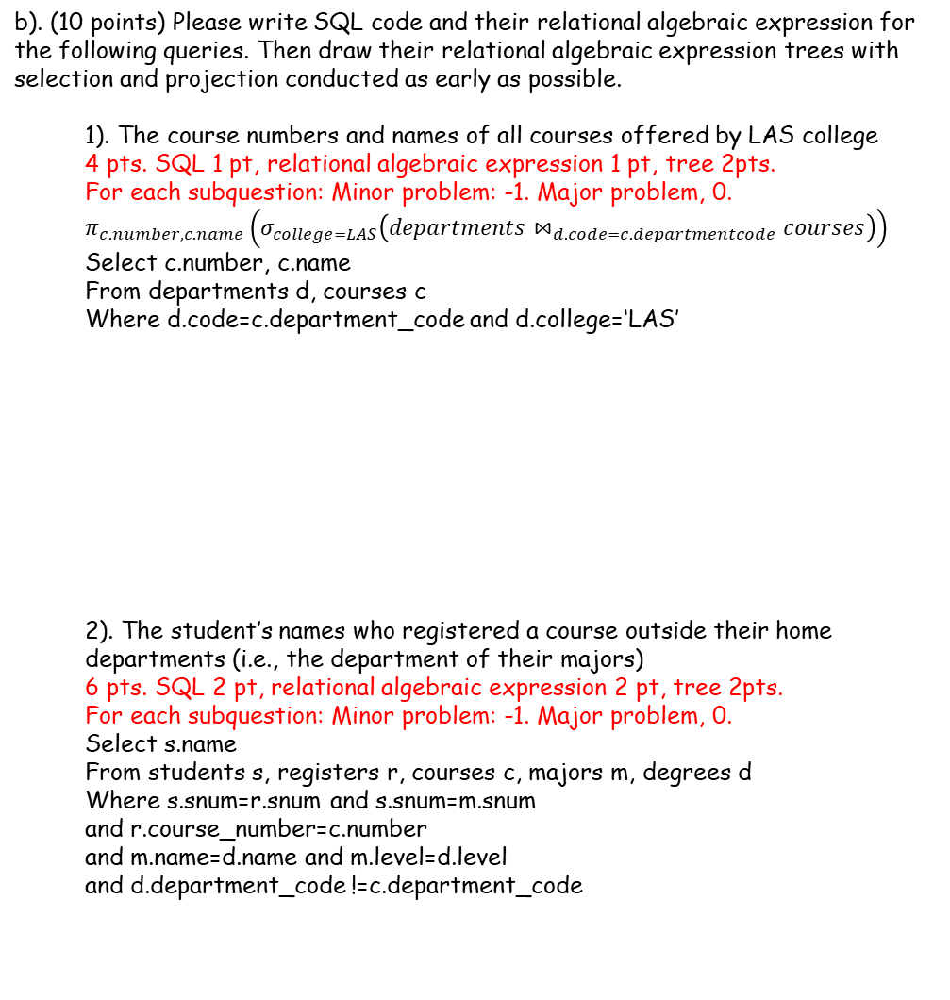 b). (10 points) Please write SQL code and their relational algebraic expression for
the following queries. Then draw their relational algebraic expression trees with
selection and projection conducted as early as possible.
1). The course numbers and names of all courses offered by LAS college
4 pts. SQL 1 pt, relational algebraic expression 1 pt, tree 2pts.
For each subquestion: Minor problem: -1. Major problem, 0.
π_{c.number,c.name} (σ_{college=LAS}(departments ⋈_{d.code=c.departmentcode} courses))
Select c.number, c.name
From departments d, courses c
Where d.code=c.department_code and d.college=‘LAS’
2). The student’s names who registered a course outside their home
departments (i.e., the department of their majors)
6 pts. SQL 2 pt, relational algebraic expression 2 pt, tree 2pts.
For each subquestion: Minor problem: -1. Major problem, 0.
Select s.name
From students s, registers r, courses c, majors m, degrees d
Where s.snum=r.snum and s.snum=m.snum
and r.course_number=c.number
and m.name=d.name and m.level=d.level
and d.department_code !=c.department_code